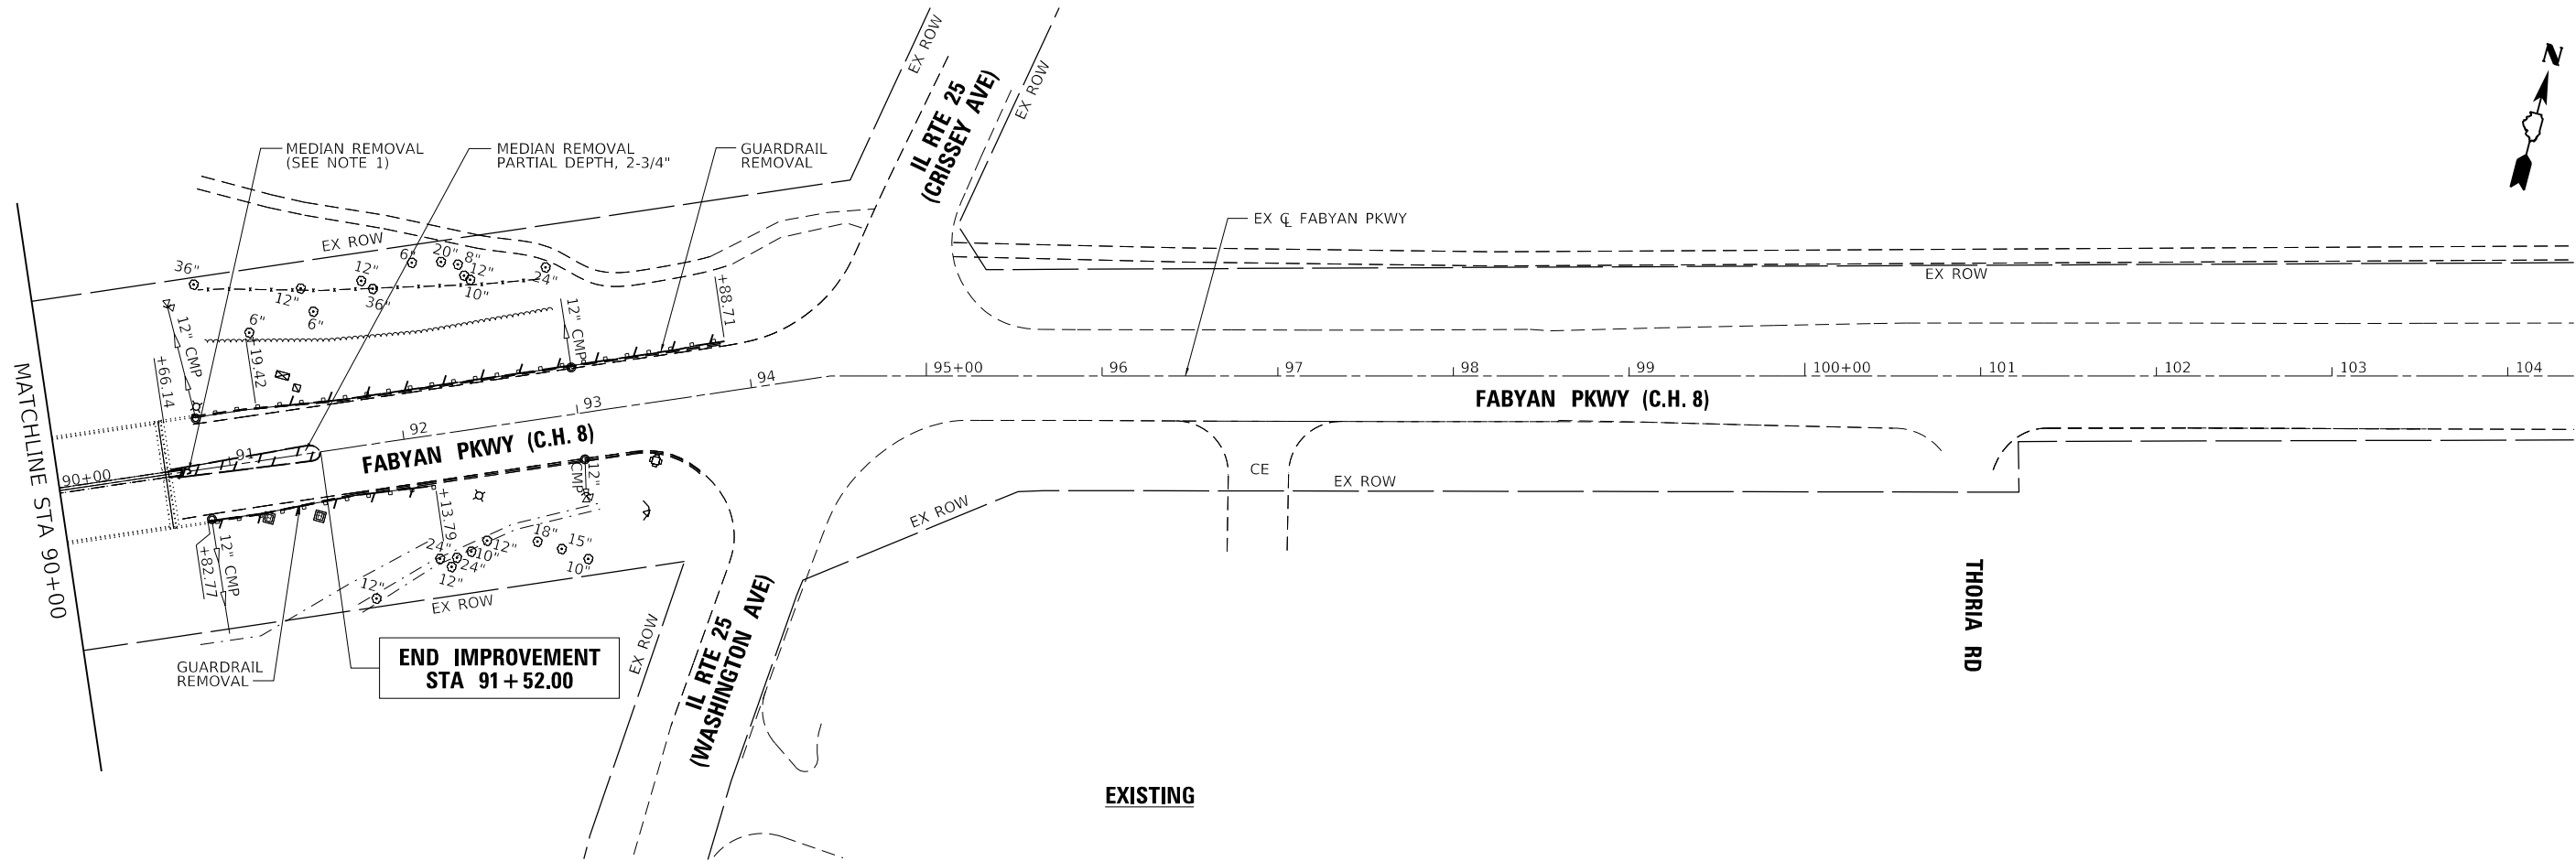 EX ROW
N
EX ROW
IL RTE 25
(CRISSEY AVE)
MEDIAN REMOVAL
(SEE NOTE 1)
MEDIAN REMOVAL
PARTIAL DEPTH, 2-3/4"
GUARDRAIL
REMOVAL
EX ℄ FABYAN PKWY
EX ROW
36"
12"
6"
20"
8"
12"
10"
24"
12"
6"
36"
6"
EX ROW
+88.71
12" CMP
12" CMP
+19.42
+66.14
MATCHLINE STA 90+00
90+00
91
92
93
94
95+00
96
97
98
99
100+00
101
102
103
104
FABYAN PKWY (C.H. 8)
FABYAN PKWY (C.H. 8)
12"
CMP
CE
EX ROW
EX ROW
+13.79
+82.77
12" CMP
24"
10"
12"
18"
15"
24"
12"
10"
12"
EX ROW
EX ROW
THORIA RD
IL RTE 25
(WASHINGTON AVE)
GUARDRAIL
REMOVAL
END IMPROVEMENT
STA 91+52.00
EXISTING